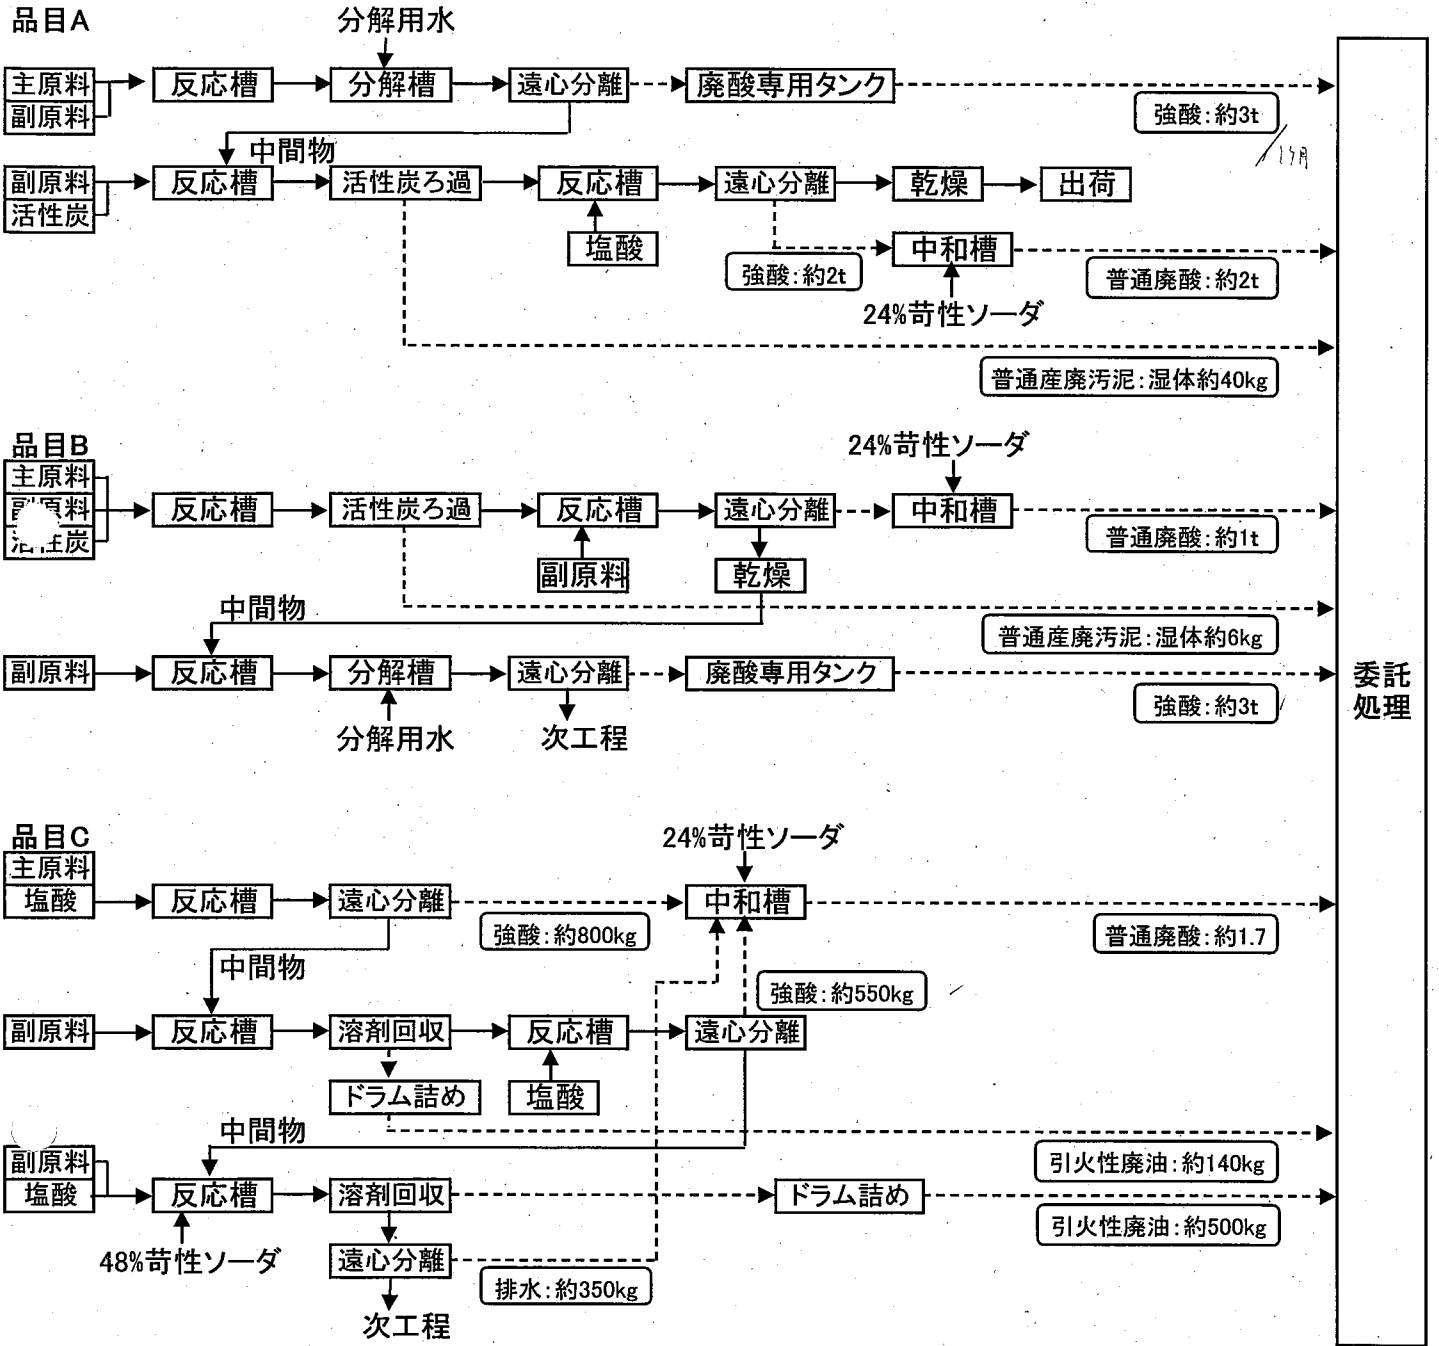 品目A
分解用水
主原料
副原料
反応槽
分解槽
遠心分離
廃酸専用タンク
強酸:約3t
中間物
副原料
活性炭
反応槽
活性炭ろ過
反応槽
遠心分離
乾燥
出荷
塩酸
強酸:約2t
中和槽
普通廃酸:約2t
24%苛性ソーダ
普通産廃汚泥:湿体約40kg
品目B
24%苛性ソーダ
主原料
副原料
活性炭
反応槽
活性炭ろ過
反応槽
遠心分離
中和槽
普通廃酸:約1t
副原料
乾燥
中間物
普通産廃汚泥:湿体約6kg
副原料
反応槽
分解槽
遠心分離
廃酸専用タンク
強酸:約3t
分解用水
次工程
委託
処理
品目C
24%苛性ソーダ
主原料
塩酸
反応槽
遠心分離
中和槽
強酸:約800kg
普通廃酸:約1.7
中間物
強酸:約550kg
副原料
反応槽
溶剤回収
反応槽
遠心分離
ドラム詰め
塩酸
中間物
引火性廃油:約140kg
副原料
塩酸
反応槽
溶剤回収
ドラム詰め
引火性廃油:約500kg
48%苛性ソーダ
遠心分離
排水:約350kg
次工程